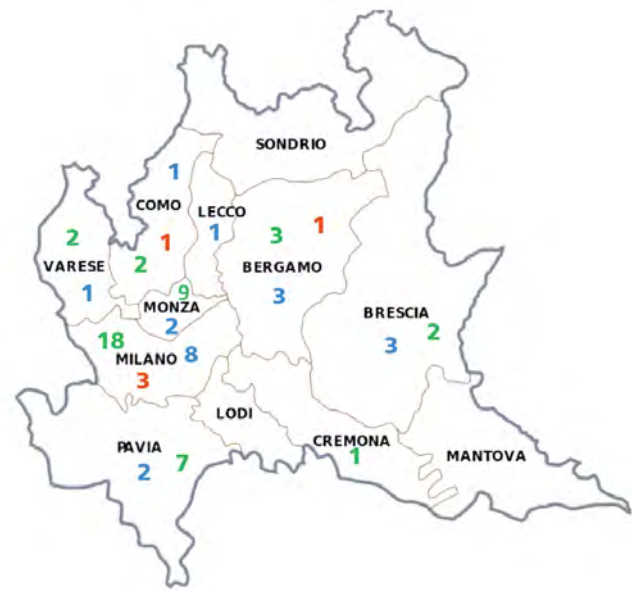 SONDRIO
1
COMO
LECCO
1
1
3
1
2
2
BERGAMO
VARESE
9
3
1
MONZA
2
BRESCIA
2
3
18
MILANO
8
3
LODI
PAVIA
CREMONA
1
MANTOVA
2
7